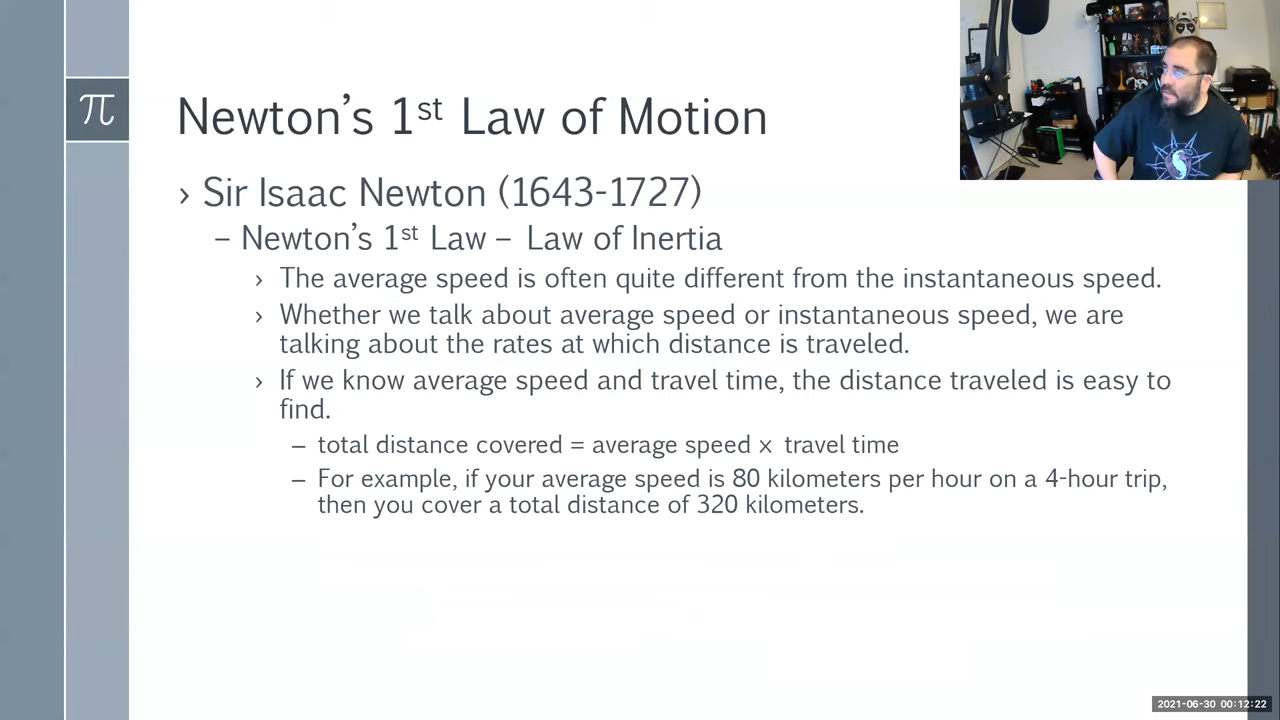 π
Newton's 1st Law of Motion
› Sir Isaac Newton (1643-1727)
– Newton's 1st Law – Law of Inertia
› The average speed is often quite different from the instantaneous speed.
› Whether we talk about average speed or instantaneous speed, we are
talking about the rates at which distance is traveled.
› If we know average speed and travel time, the distance traveled is easy to
find.
– total distance covered = average speed × travel time
– For example, if your average speed is 80 kilometers per hour on a 4-hour trip,
then you cover a total distance of 320 kilometers.
2021-06-30 00:12:22